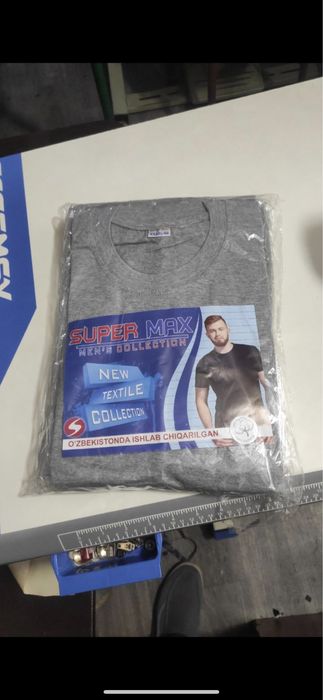 SUPER MAX
MEN'S COLLECTION
NEW
TEXTILE
COLLECTION
S
O'ZBEKISTONDA ISHLAB CHIQARILGAN